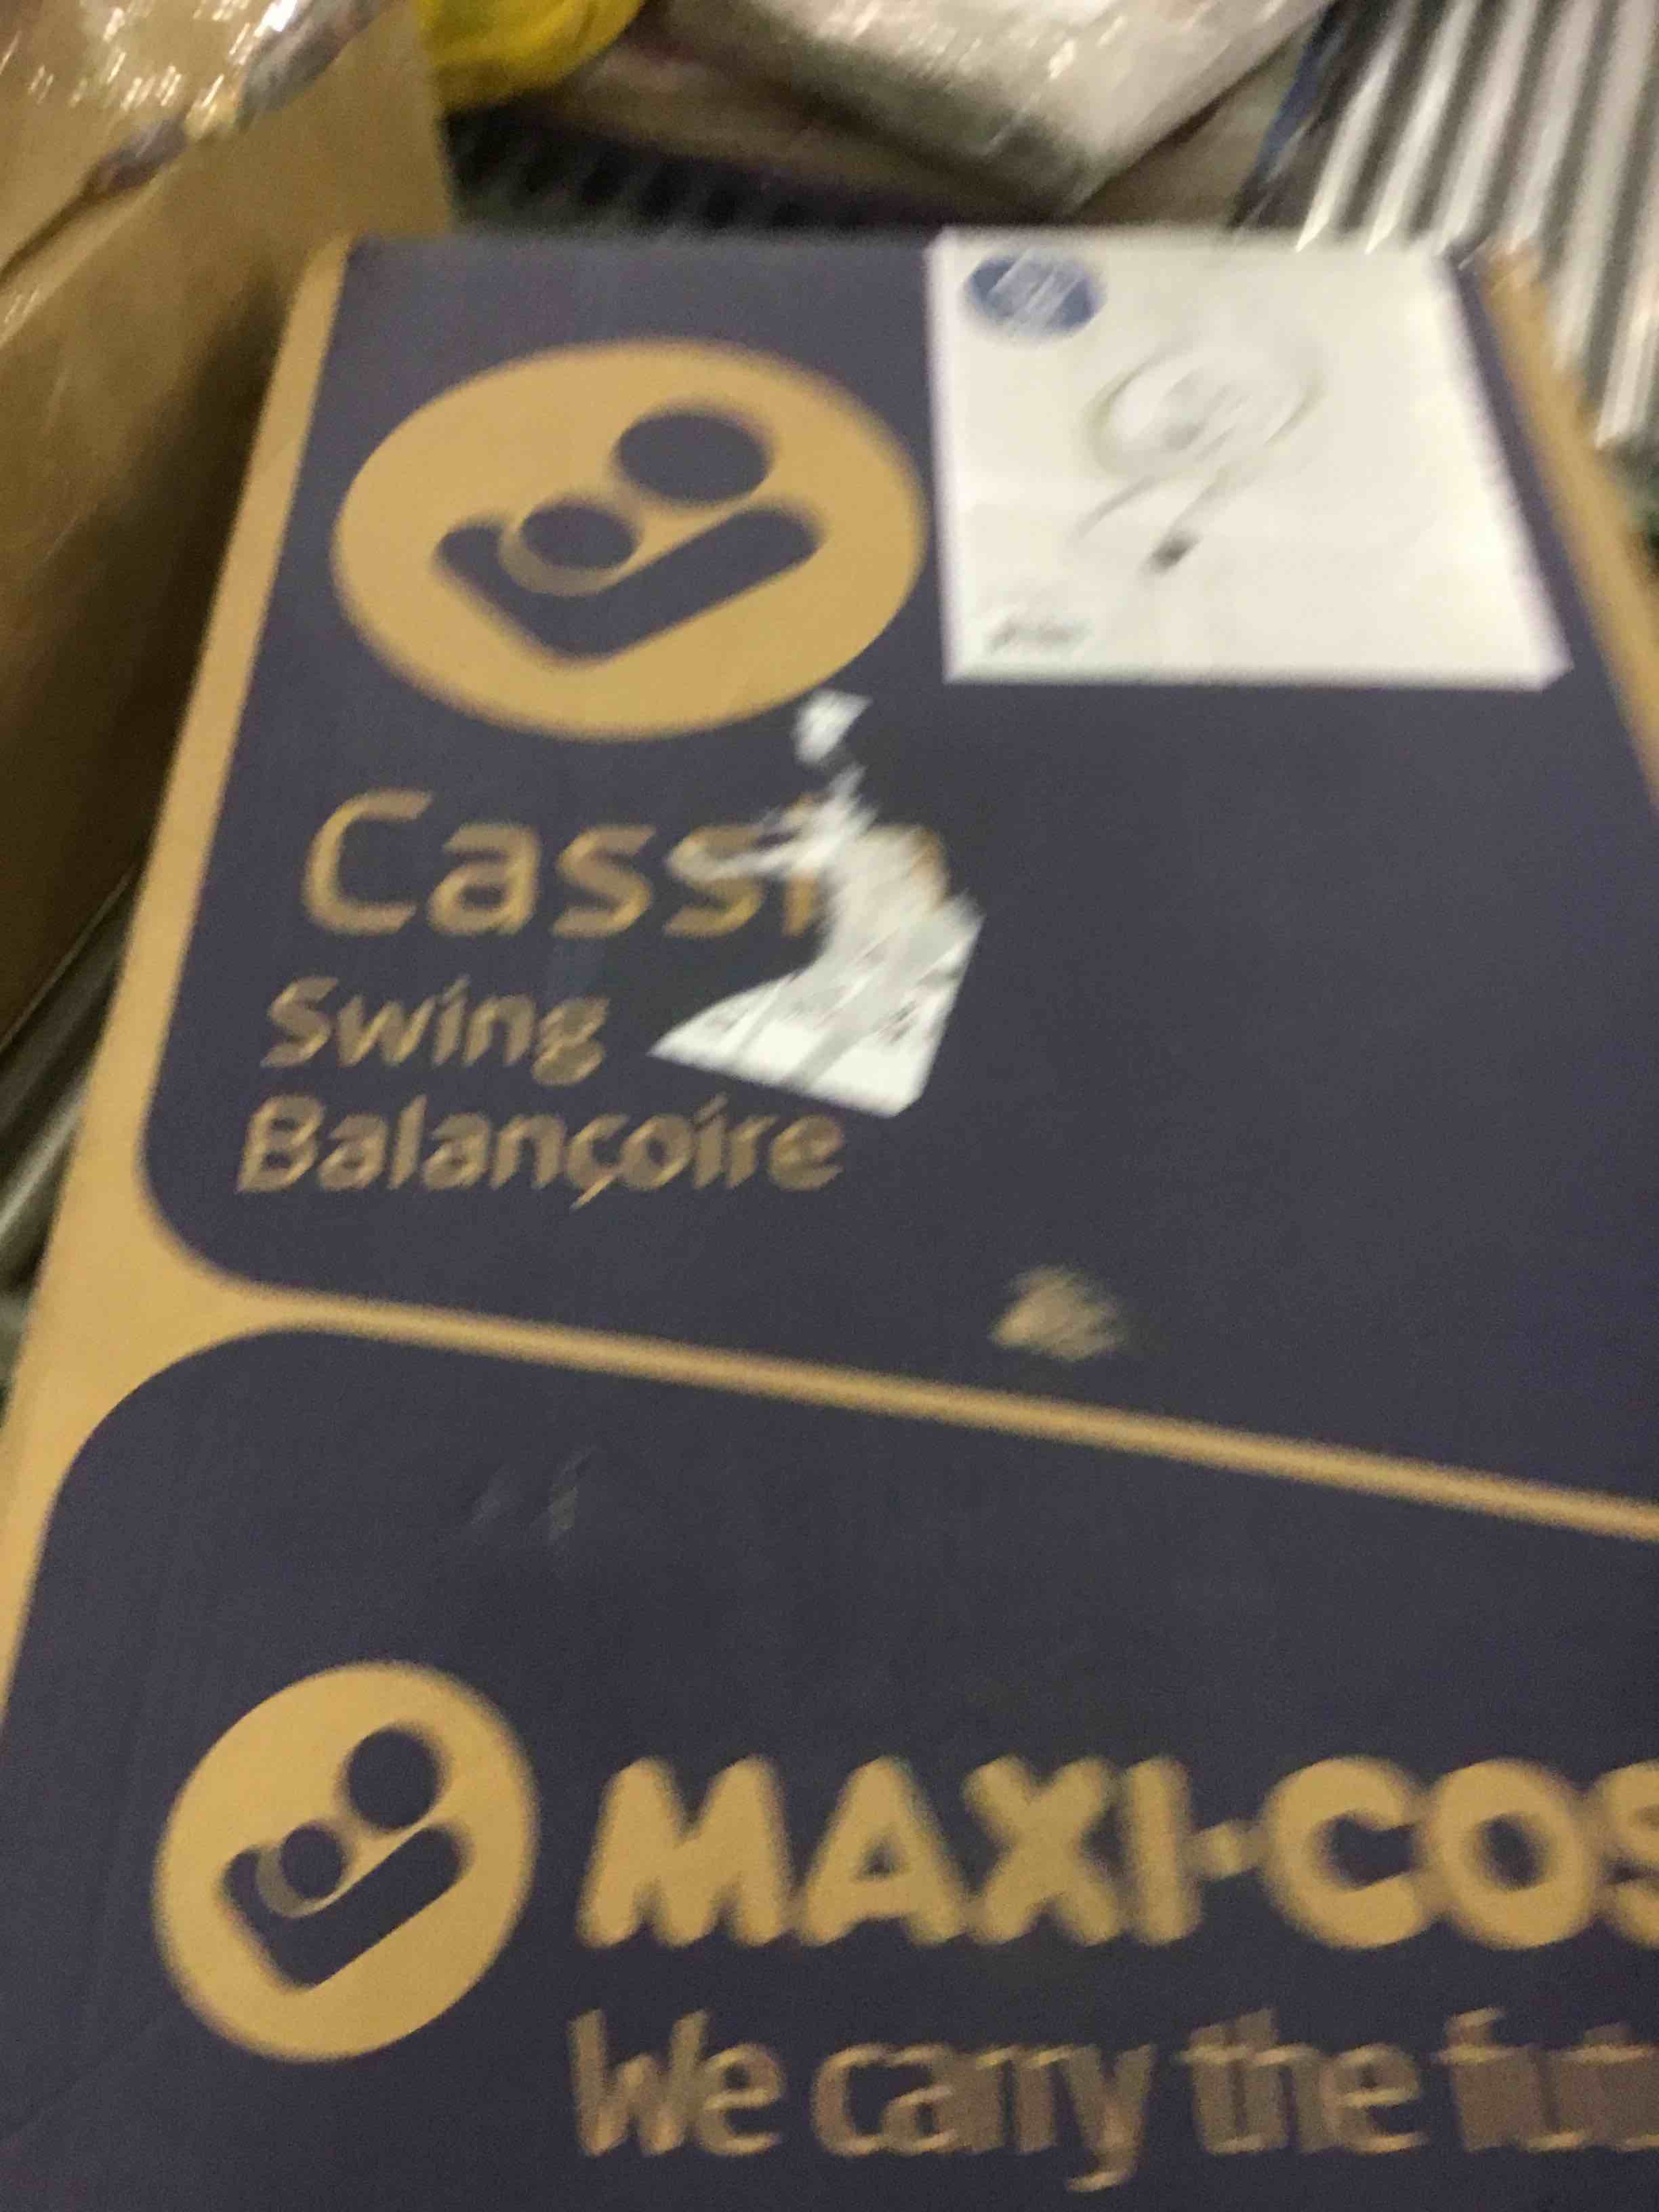 Cassi
Swing
Balançoire
MAXI-COS
We carry the fut